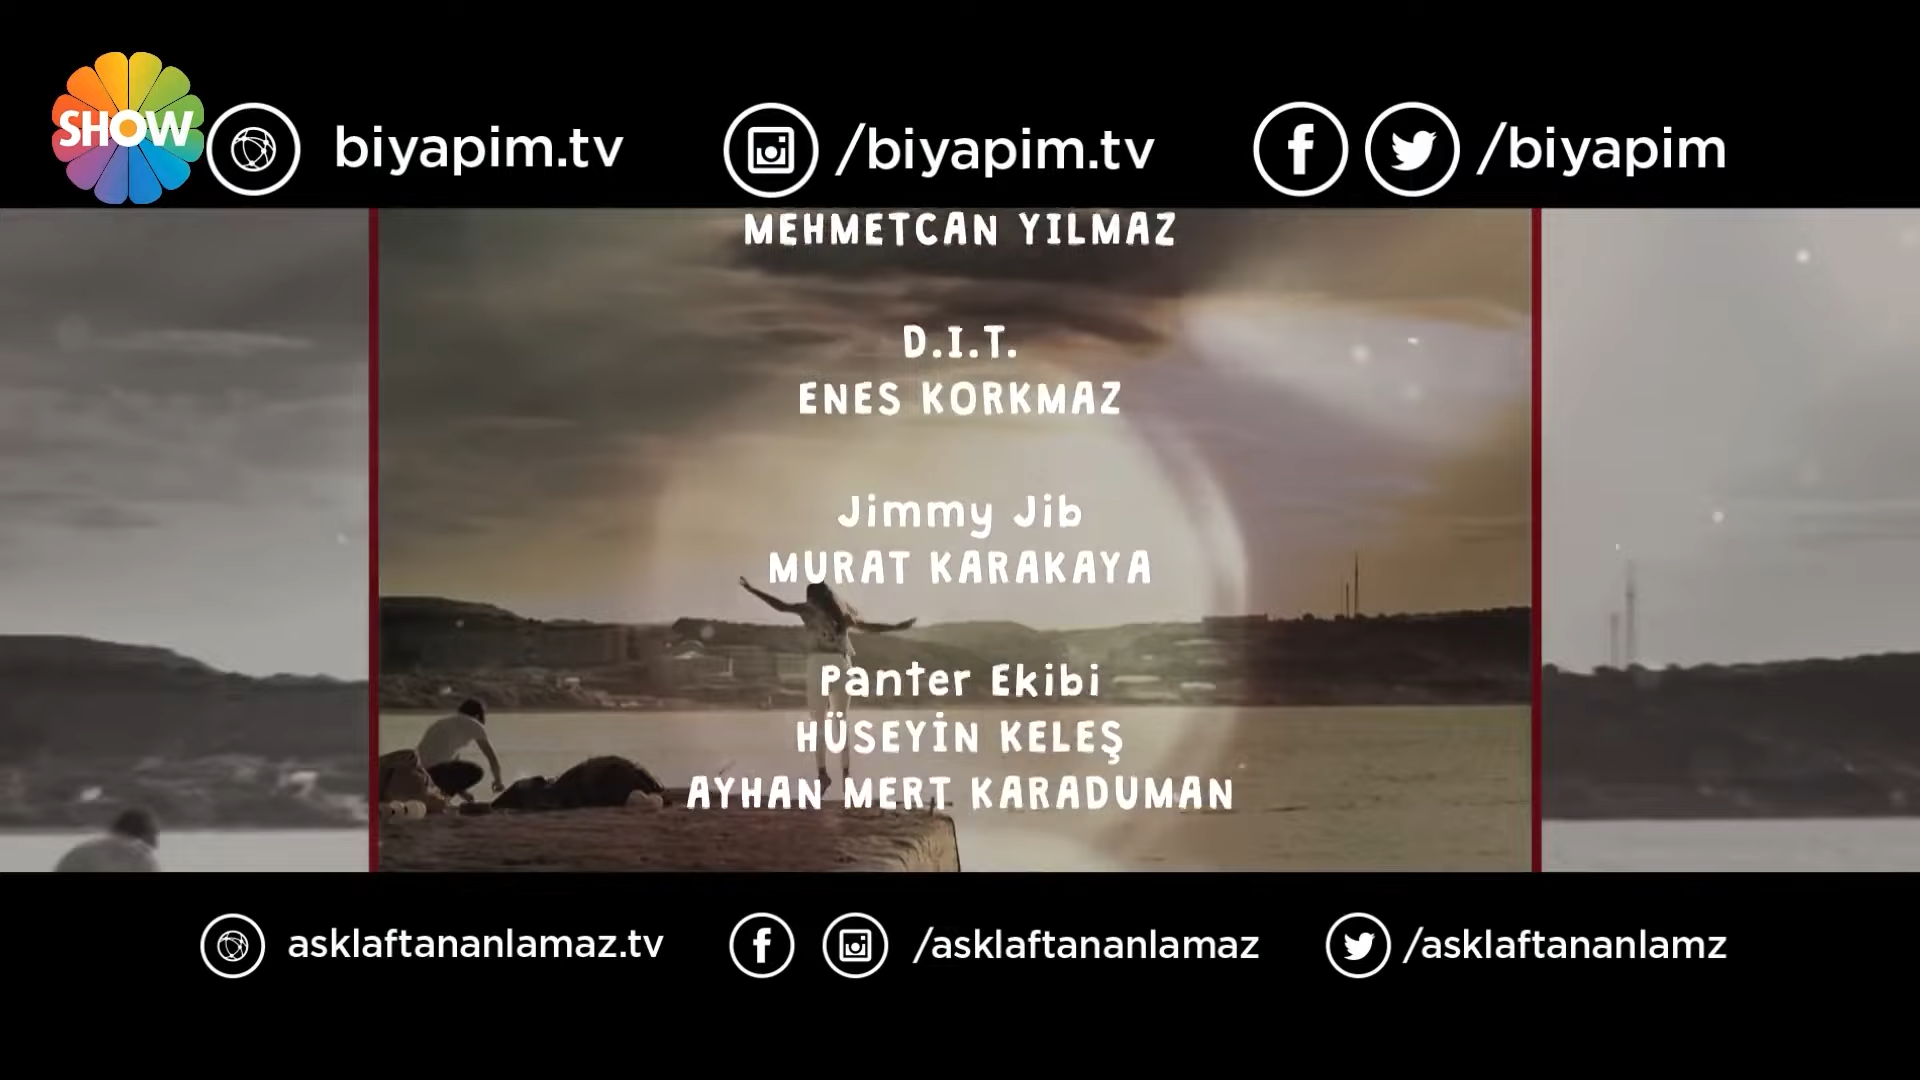 SHOW
biyapim.tv
/biyapim.tv
/biyapim
MEHMETCAN YILMAZ
D.I.T.
ENES KORKMAZ
Jimmy Jib
MURAT KARAKAYA
Panter Ekibi
HÜSEYİN KELEŞ
AYHAN MERT KARADUMAN
asklaftananlamaz.tv
/asklaftananlamaz
/asklaftananlamz